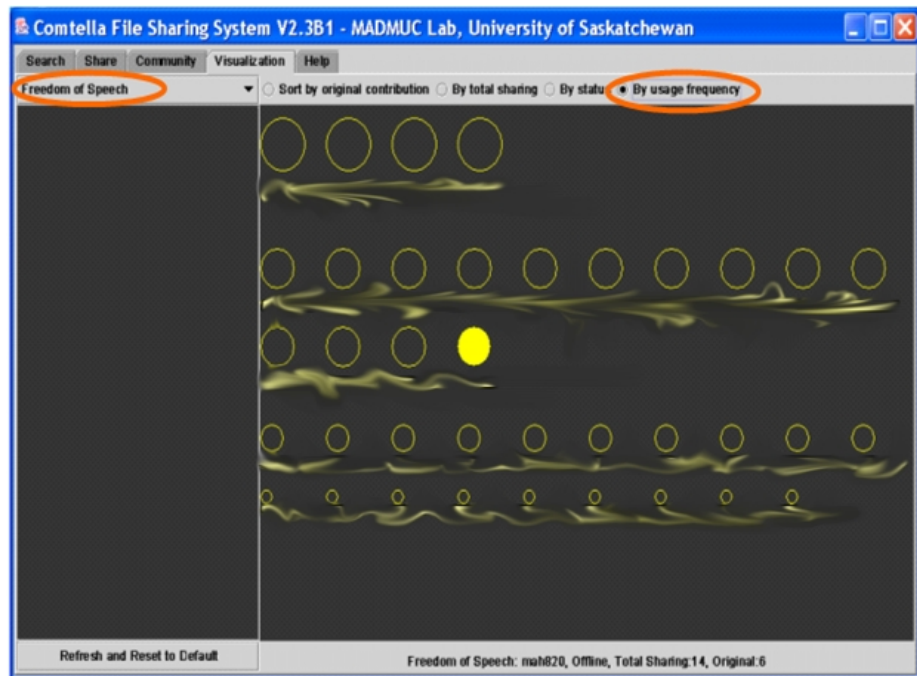 Comtella File Sharing System V2.3B1 - MADMUC Lab, University of Saskatchewan
Search Share Community Visualization Help
Freedom of Speech Sort by original contribution By total sharing By statu By usage frequency
Refresh and Reset to Default
Freedom of Speech: mah820, Offline, Total Sharing:14, Original:6